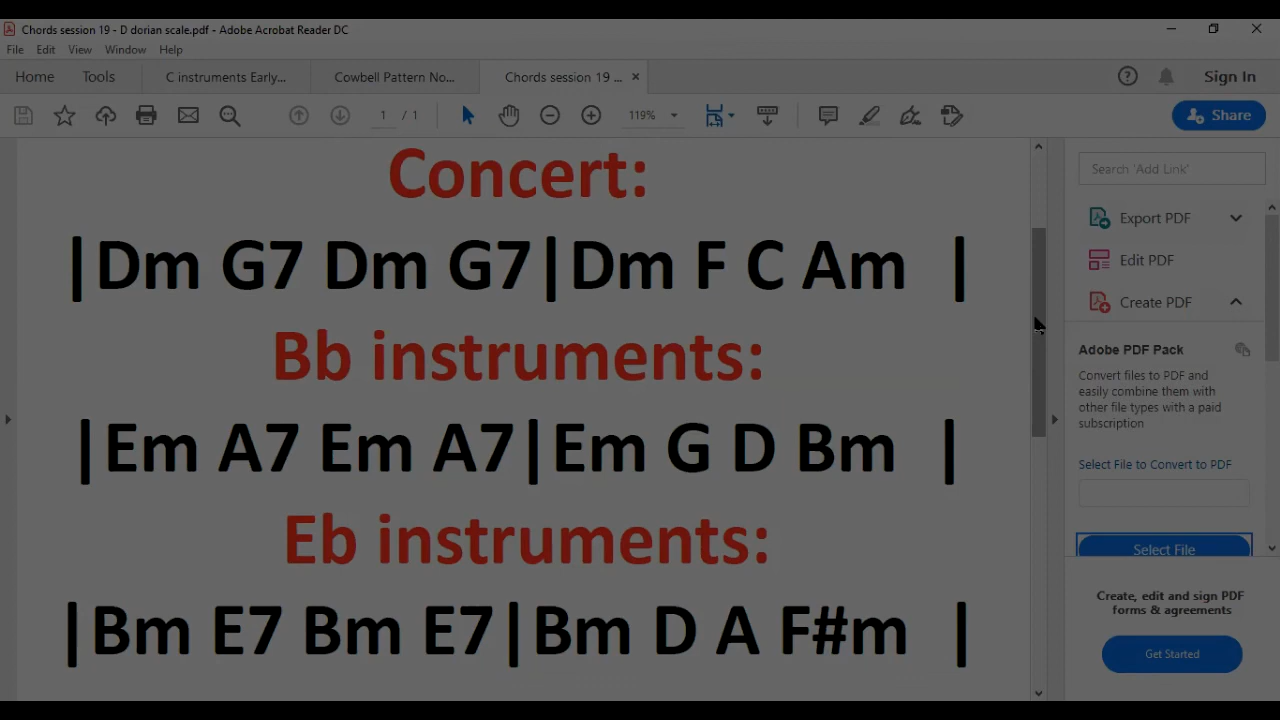 Chords session 19 - D dorian scale.pdf - Adobe Acrobat Reader DC
File Edit View Window Help
Home Tools C instruments Early... Cowbell Pattern No... Chords session 19 ... Sign In
1 / 1 119% Share
Concert:
|Dm G7 Dm G7|Dm F C Am |
Bb instruments:
|Em A7 Em A7|Em G D Bm |
Eb instruments:
|Bm E7 Bm E7|Bm D A F#m |
Search 'Add Link'
Export PDF
Edit PDF
Create PDF
Adobe PDF Pack
Convert files to PDF and
easily combine them with
other file types with a paid
subscription
Select File to Convert to PDF
Select File
Create, edit and sign PDF
forms & agreements
Get Started